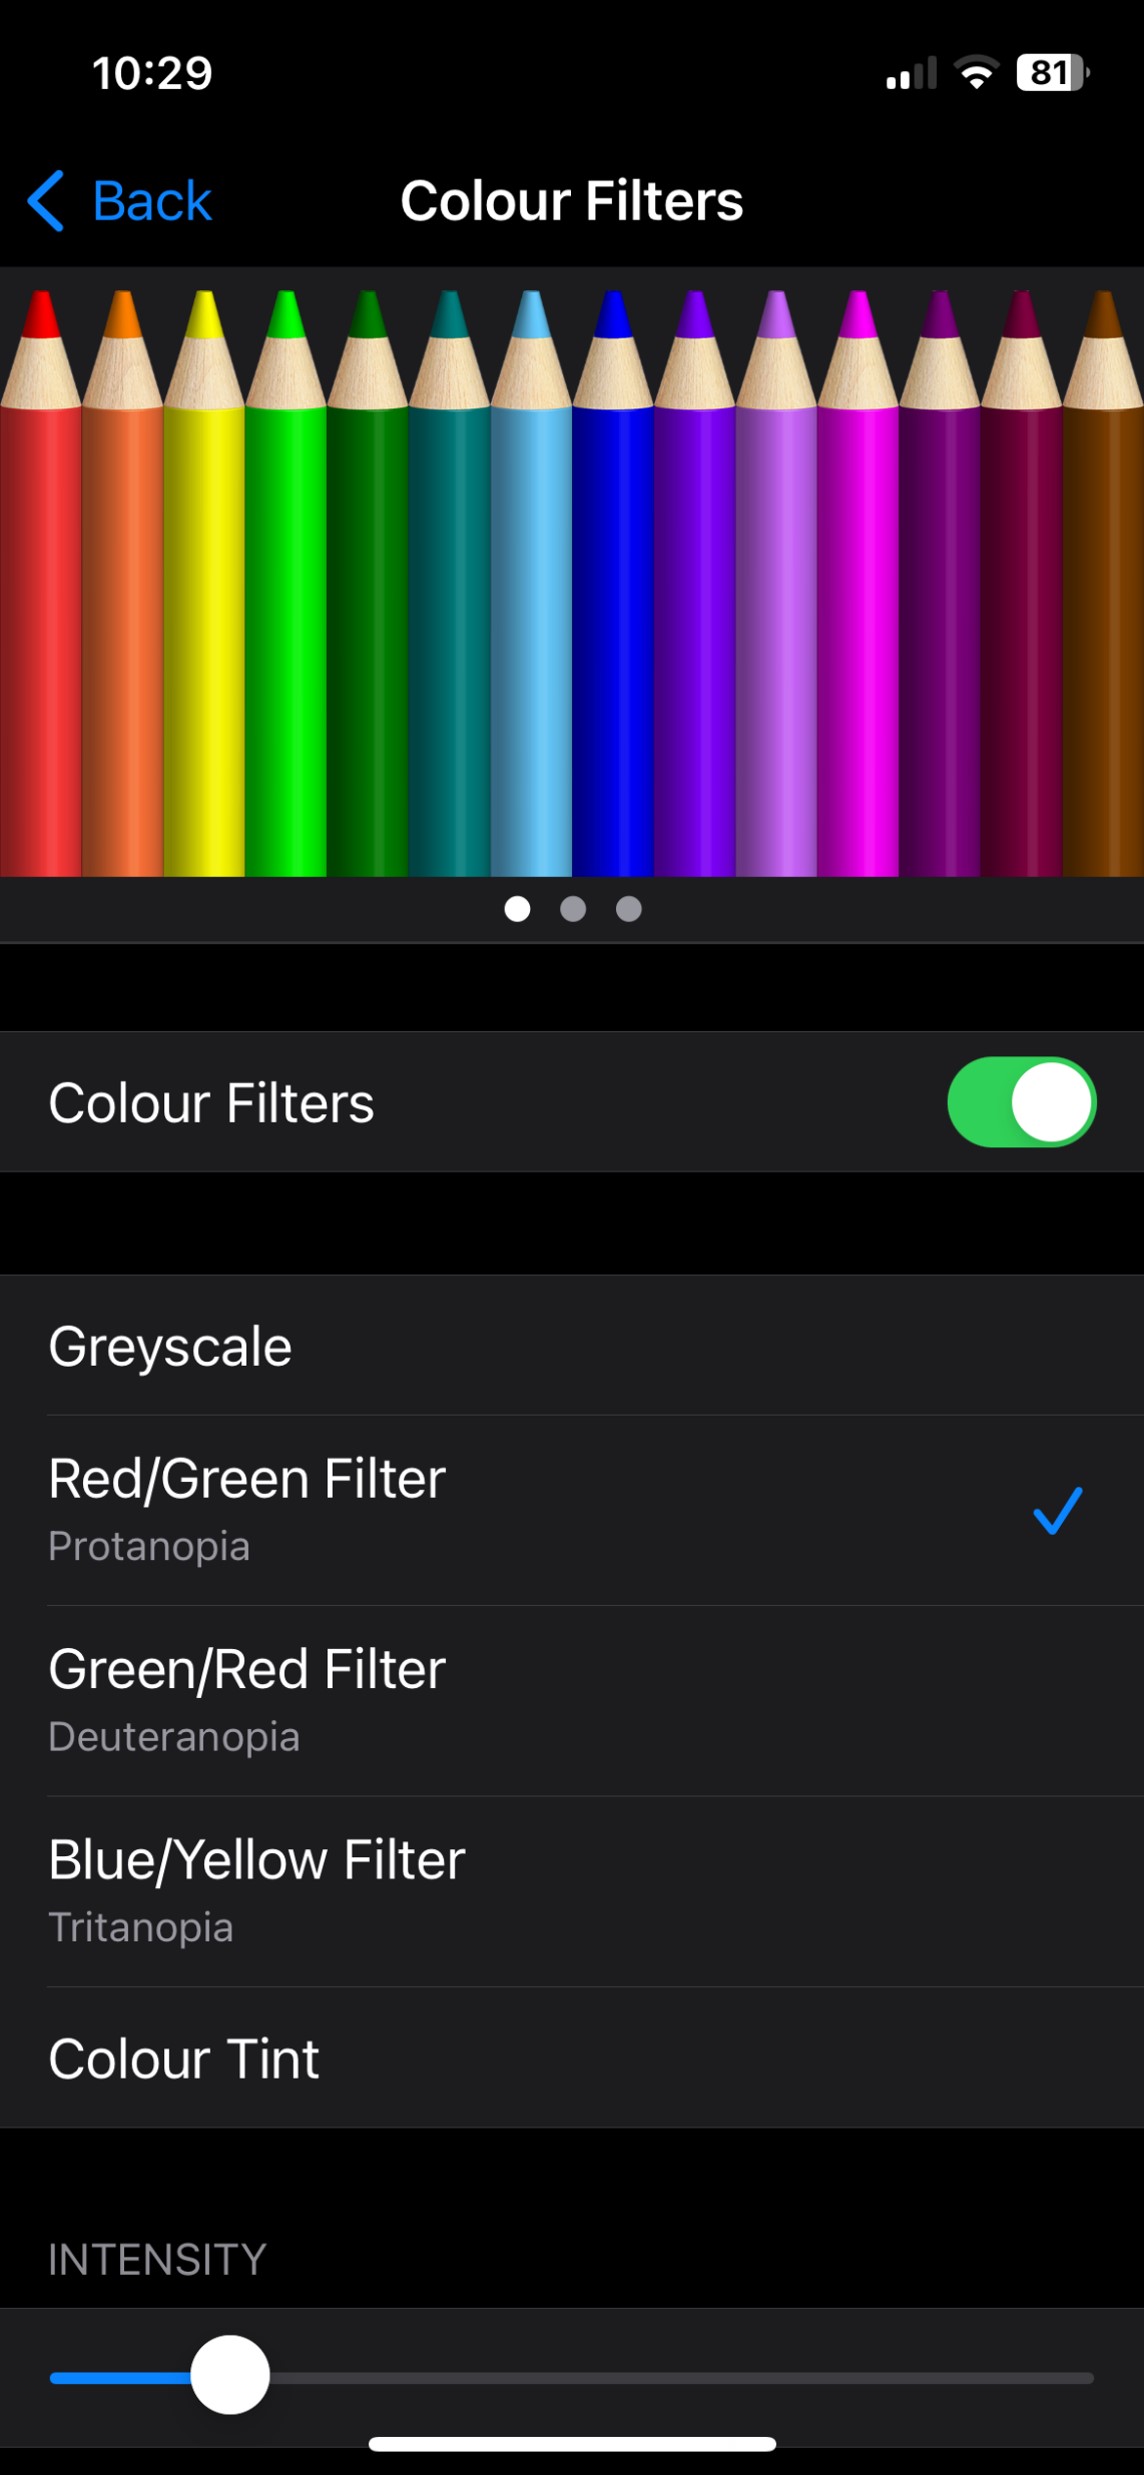 10:29
81
Back
Colour Filters
Colour Filters
Greyscale
Red/Green Filter
Protanopia
Green/Red Filter
Deuteranopia
Blue/Yellow Filter
Tritanopia
Colour Tint
INTENSITY